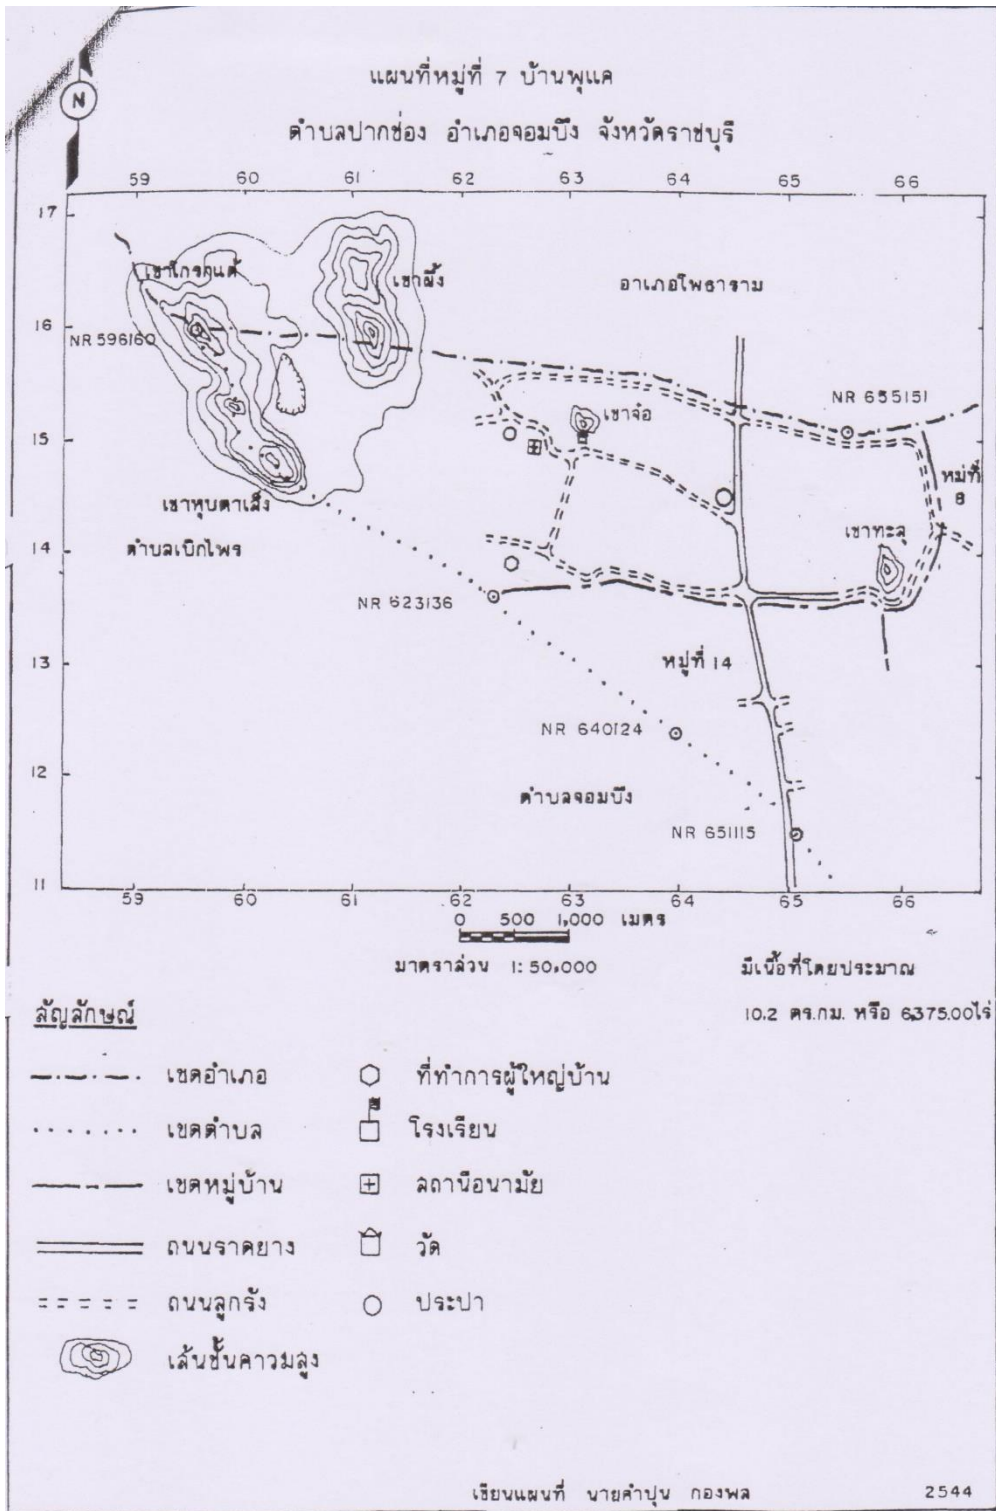 N
แผนที่หมู่ที่ 7 บ้านพุแค
ตำบลปากช่อง อำเภอจอมบึง จังหวัดราชบุรี
59 60 61 62 63 64 65 66
17
เขาผึ้ง
อำเภอโพธาราม
16
NR 596160
NR 655151
เขาจ๋อ
15
หมู่ที่
8
เขาหุบตาเส็ง
เขาทะลุ
ตำบลเบิกไพร
14
NR 623136
13
หมู่ที่ 14
NR 640124
12
ตำบลจอมบึง
NR 651115
11
59 60 61 62 63 64 65 66
0 500 1,000 เมตร
มาตราส่วน 1: 50,000
มีเนื้อที่โดยประมาณ
10.2 ตร.กม. หรือ 6,375.00ไร่
สัญลักษณ์
เขตอำเภอ
ที่ทำการผู้ใหญ่บ้าน
เขตตำบล
โรงเรียน
เขตหมู่บ้าน
สถานีอนามัย
ถนนราดยาง
วัด
ถนนลูกรัง
ประปา
เส้นชั้นความสูง
เขียนแผนที่ นายคำปุน กองพล 2544